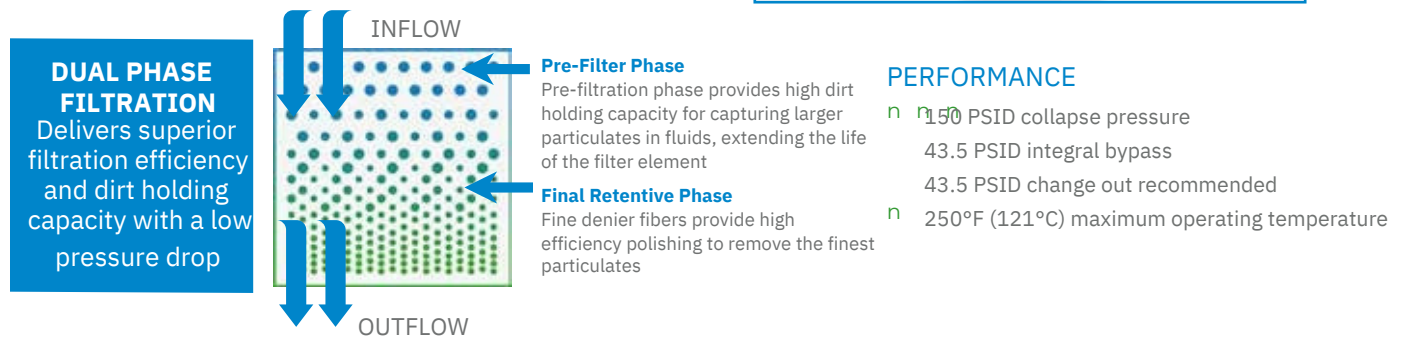 DUAL PHASE
FILTRATION
Delivers superior
filtration efficiency
and dirt holding
capacity with a low
pressure drop
INFLOW
OUTFLOW
Pre-Filter Phase
Pre-filtration phase provides high dirt
holding capacity for capturing larger
particulates in fluids, extending the life
of the filter element
Final Retentive Phase
Fine denier fibers provide high
efficiency polishing to remove the finest
particulates
PERFORMANCE
n n n
150 PSID collapse pressure
43.5 PSID integral bypass
43.5 PSID change out recommended
n 250°F (121°C) maximum operating temperature